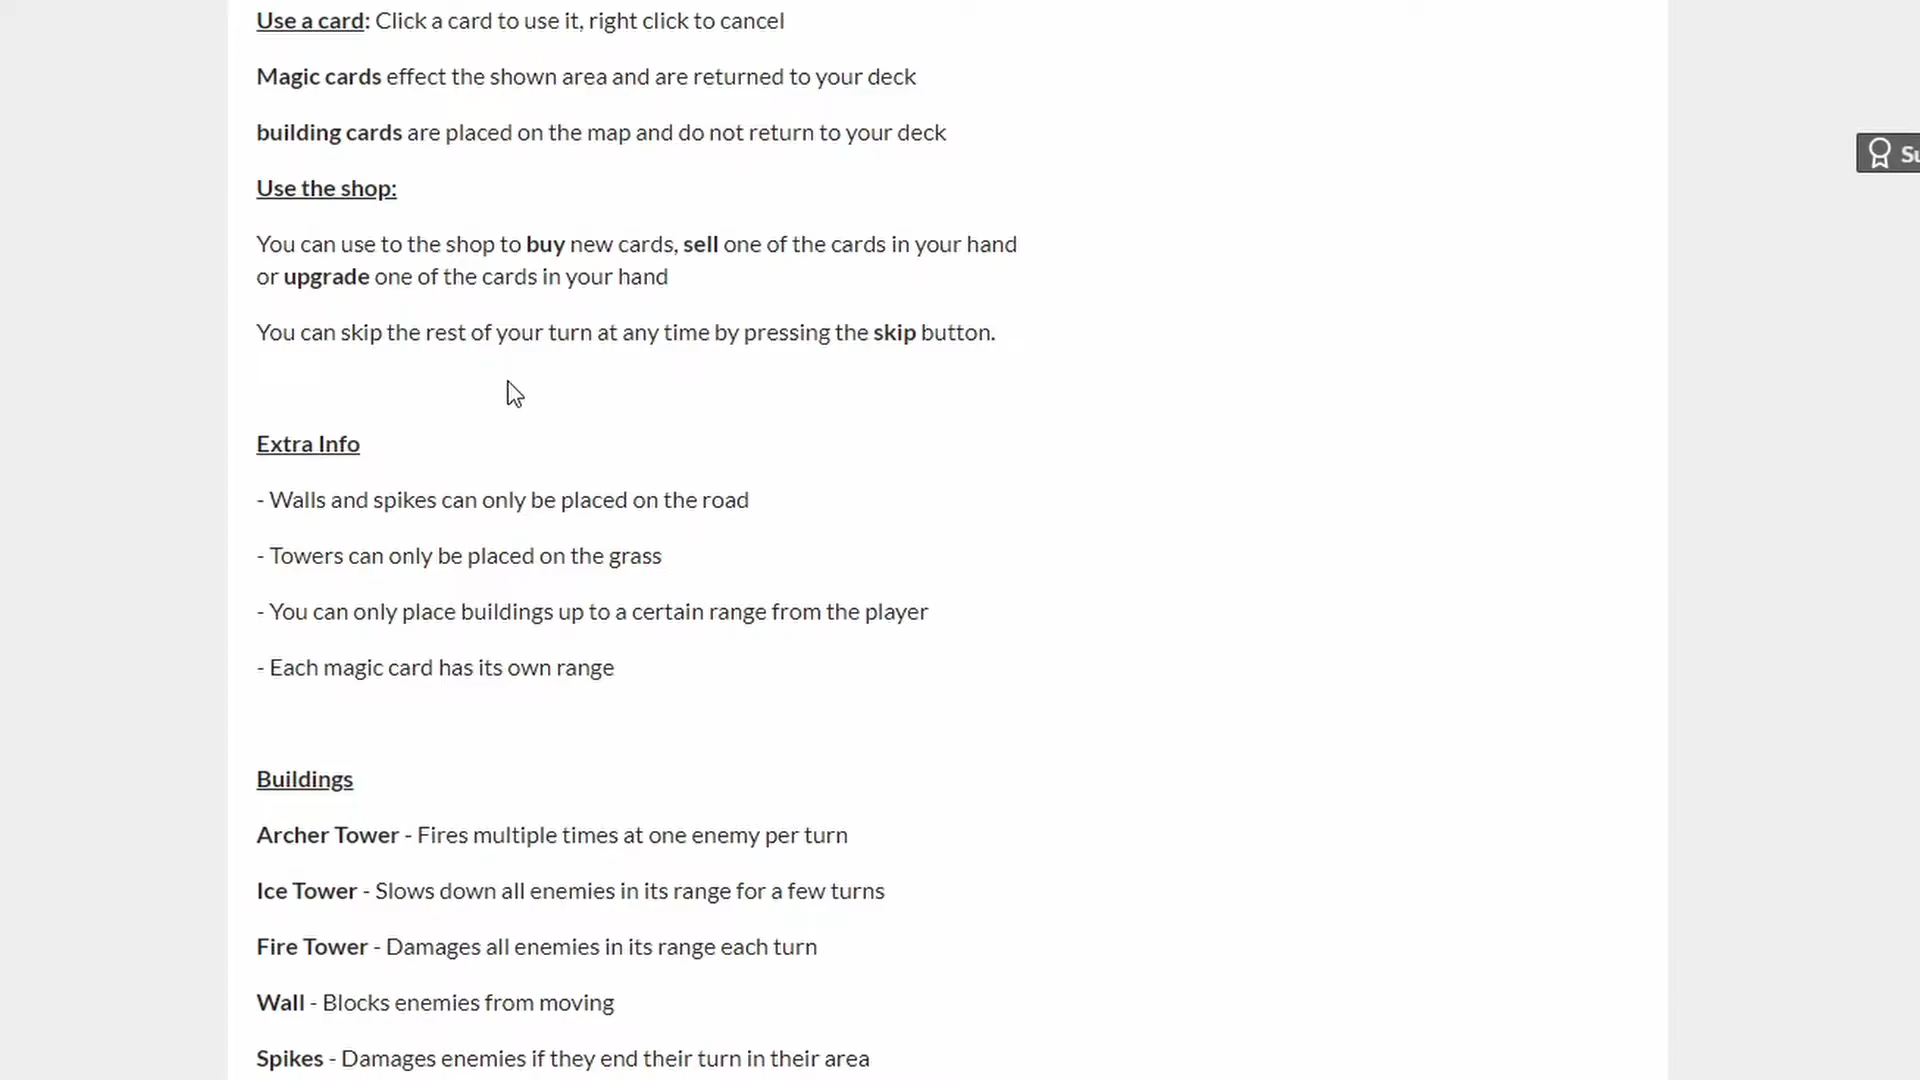 Use a card: Click a card to use it, right click to cancel
Magic cards effect the shown area and are returned to your deck
building cards are placed on the map and do not return to your deck
Use the shop:
You can use to the shop to buy new cards, sell one of the cards in your hand
or upgrade one of the cards in your hand
You can skip the rest of your turn at any time by pressing the skip button.
Extra Info
- Walls and spikes can only be placed on the road
- Towers can only be placed on the grass
- You can only place buildings up to a certain range from the player
- Each magic card has its own range
Buildings
Archer Tower - Fires multiple times at one enemy per turn
Ice Tower - Slows down all enemies in its range for a few turns
Fire Tower - Damages all enemies in its range each turn
Wall - Blocks enemies from moving
Spikes - Damages enemies if they end their turn in their area